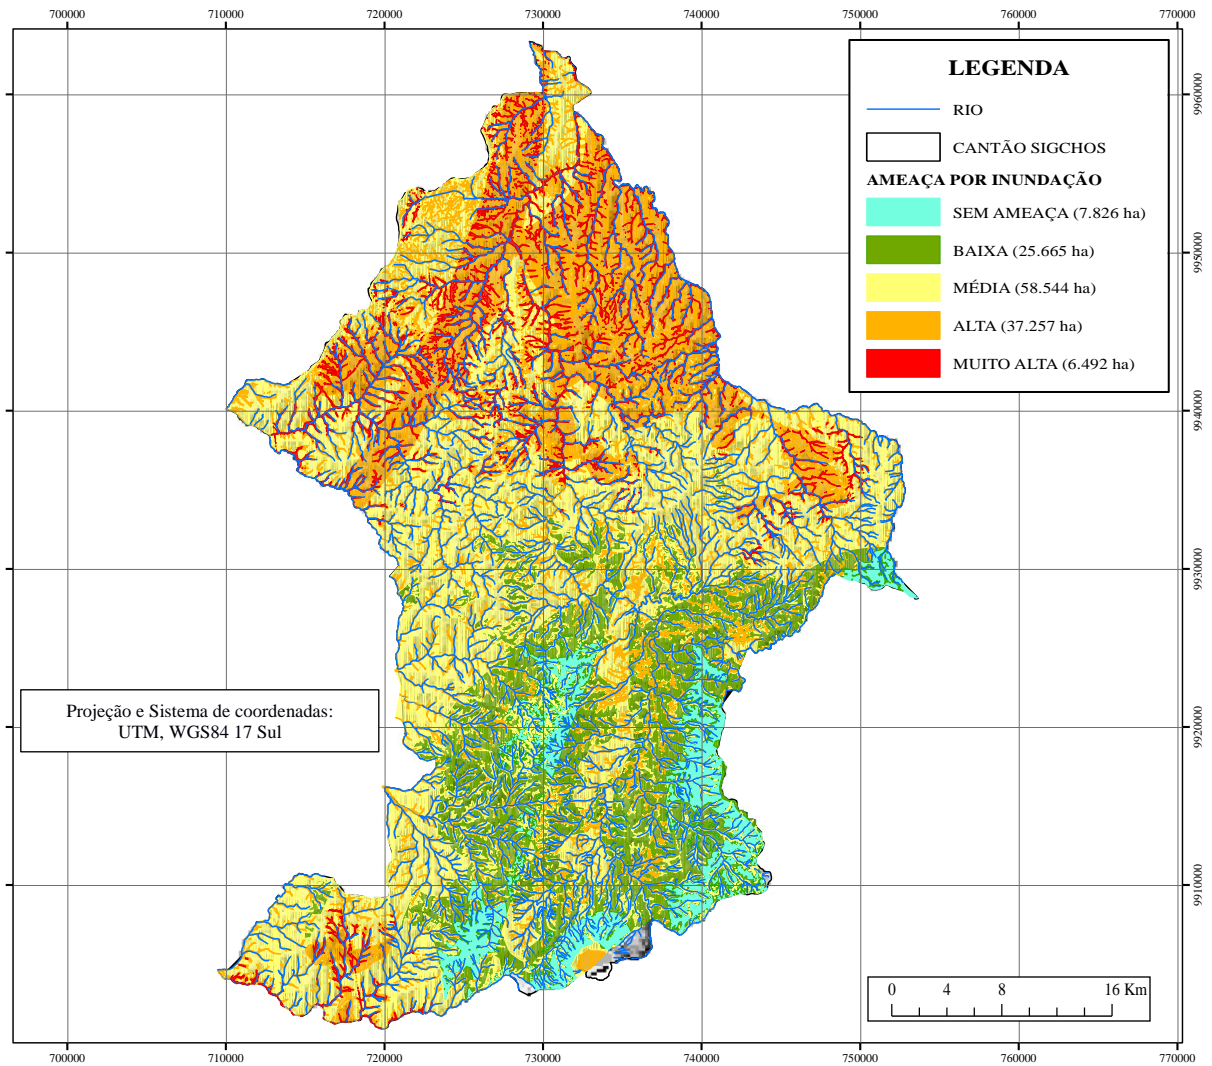 700000 710000 720000 730000 740000 750000 760000 770000
LEGENDA
RIO
CANTÃO SIGCHOS
AMEAÇA POR INUNDAÇÃO
SEM AMEAÇA (7.826 ha)
BAIXA (25.665 ha)
MÉDIA (58.544 ha)
ALTA (37.257 ha)
MUITO ALTA (6.492 ha)
9960000
9950000
9940000
9930000
9920000
9910000
Projeção e Sistema de coordenadas:
UTM, WGS84 17 Sul
0 4 8 16 Km
700000 710000 720000 730000 740000 750000 760000 770000